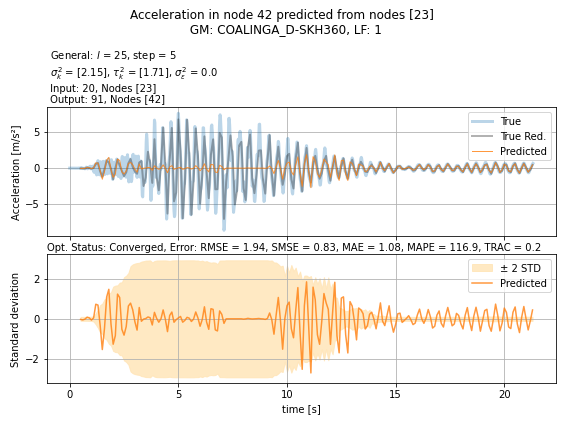 Acceleration in node 42 predicted from nodes [23]
GM: COALINGA_D-SKH360, LF: 1
General: l = 25, step = 5
σ²ₖ = [2.15], τ²ₖ = [1.71], σ²ε = 0.0
Input: 20, Nodes [23]
Output: 91, Nodes [42]
Acceleration [m/s²]
5
0
−5
True
True Red.
Predicted
Opt. Status: Converged, Error: RMSE = 1.94, SMSE = 0.83, MAE = 1.08, MAPE = 116.9, TRAC = 0.2
Standard deviation
2
0
−2
± 2 STD
Predicted
0 5 10 15 20
time [s]